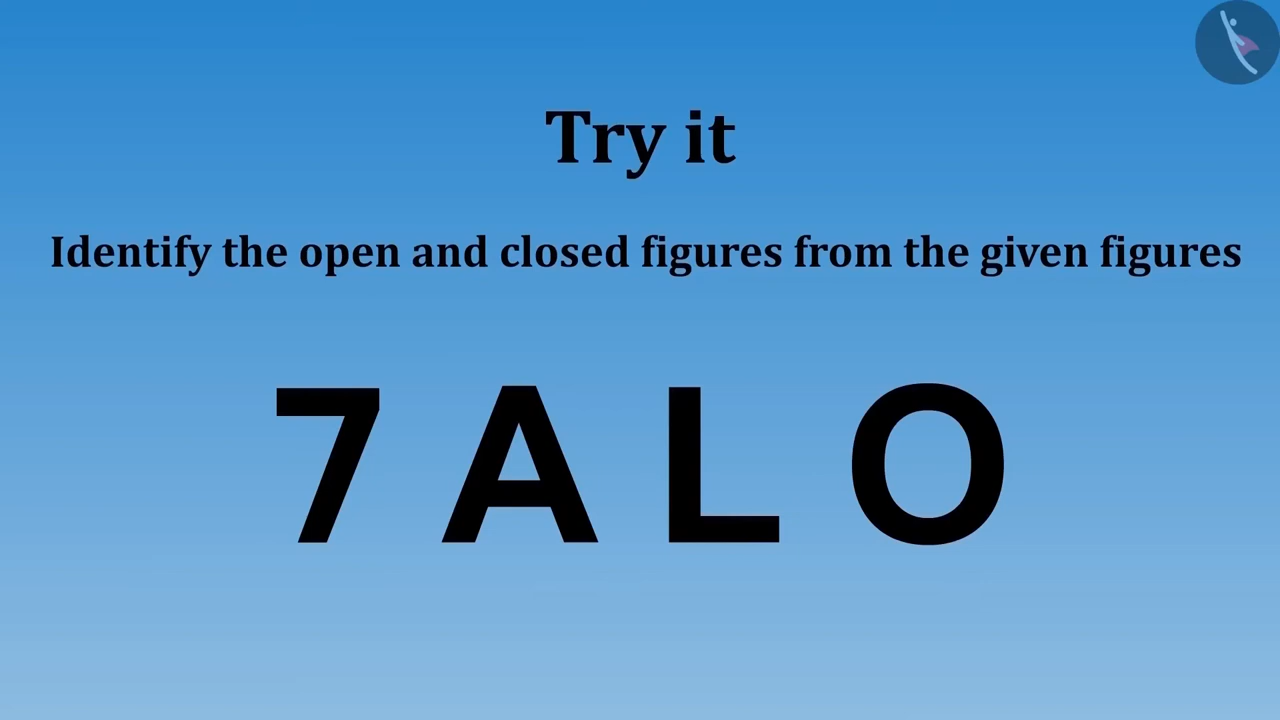 Try it
Identify the open and closed figures from the given figures
7 A L O